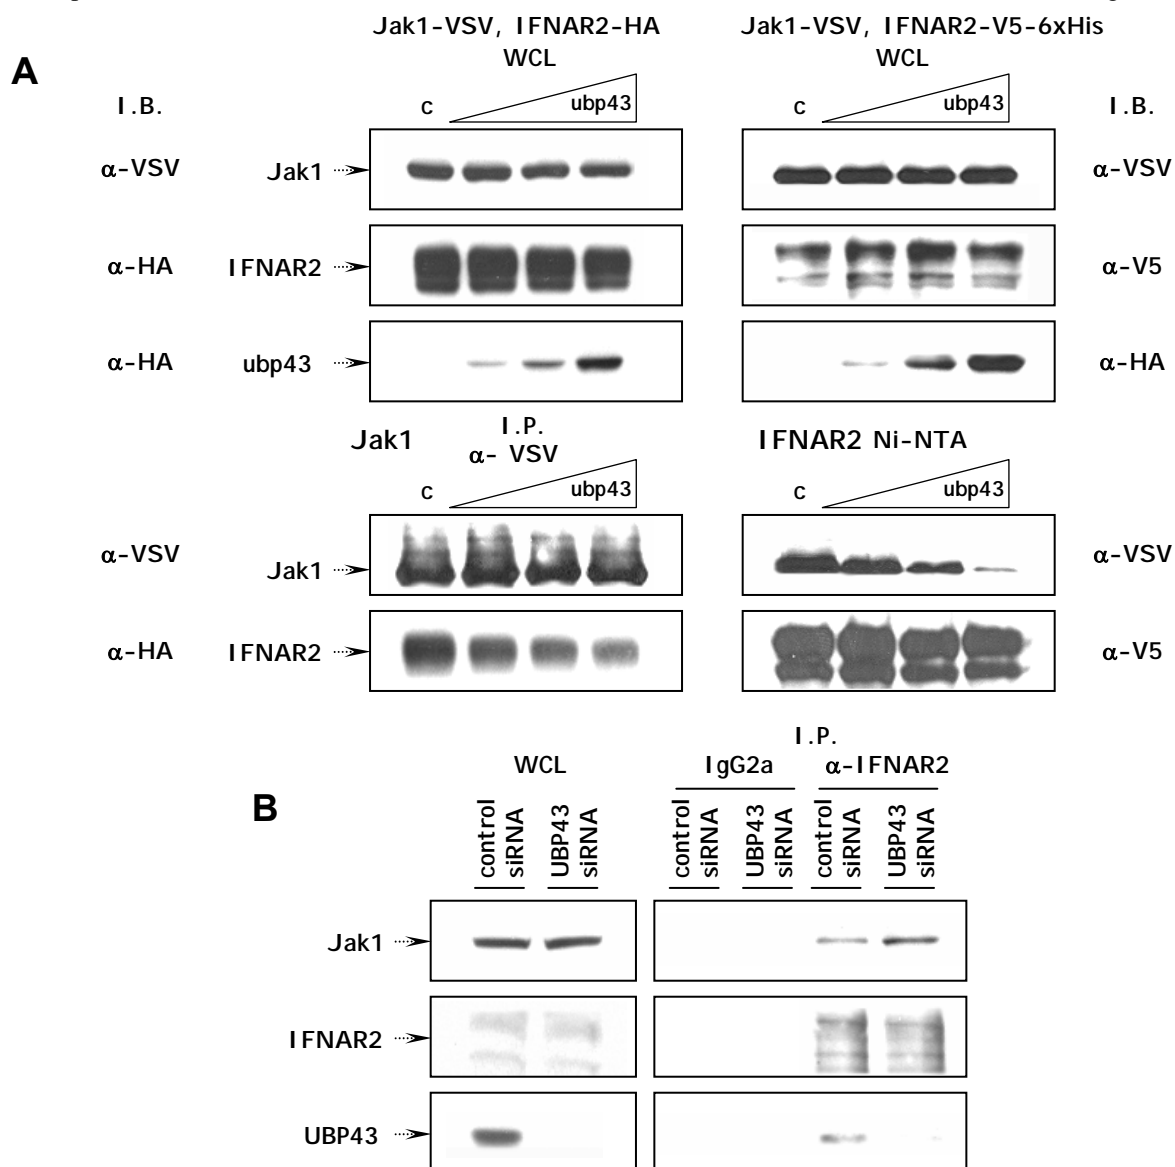 Jak1-VSV, IFNAR2-HA
WCL
Jak1-VSV, IFNAR2-V5-6xHis
WCL
A
I.B.
c
ubp43
c
ubp43
I.B.
α-VSV
Jak1
α-VSV
α-HA
IFNAR2
α-V5
α-HA
ubp43
α-HA
Jak1
I.P.
α- VSV
IFNAR2 Ni-NTA
c
ubp43
c
ubp43
α-VSV
Jak1
α-VSV
α-HA
IFNAR2
α-V5
I.P.
WCL
IgG2a
α-IFNAR2
B
control
siRNA
UBP43
siRNA
control
siRNA
UBP43
siRNA
control
siRNA
UBP43
siRNA
Jak1
IFNAR2
UBP43